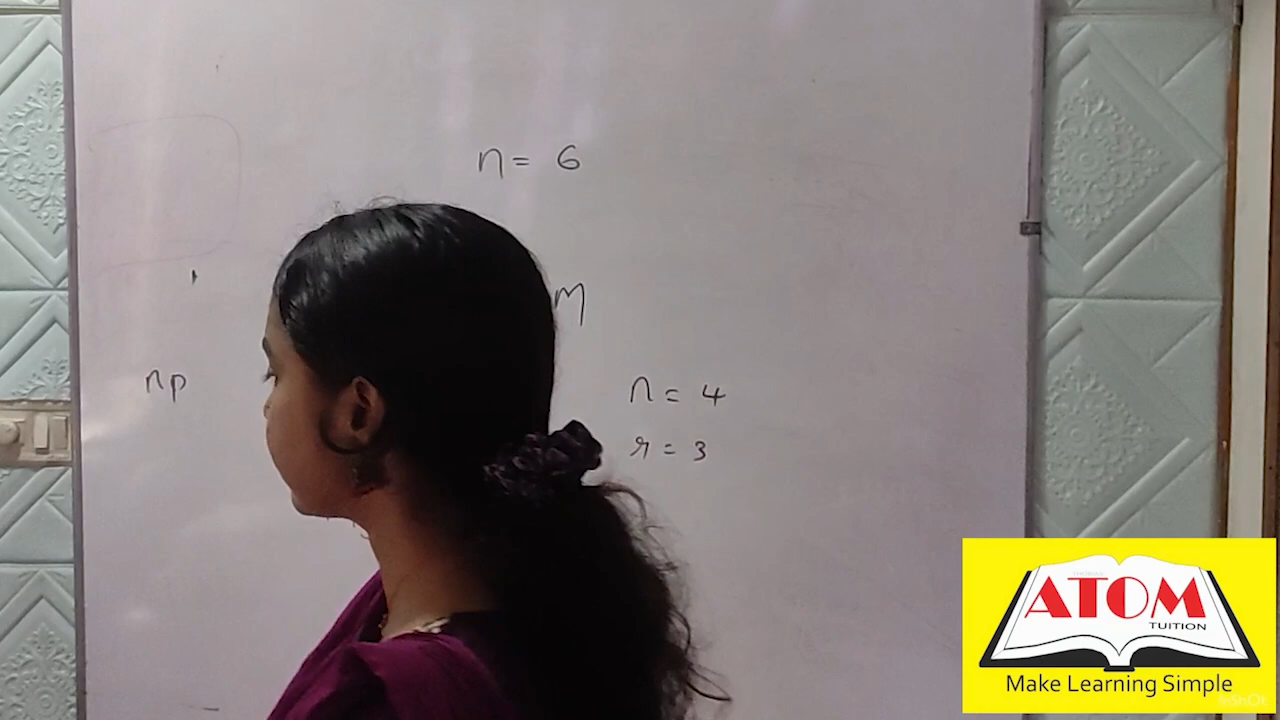 n = 6
M
np
n = 4
r = 3
ATOM
TUITION
Make Learning Simple